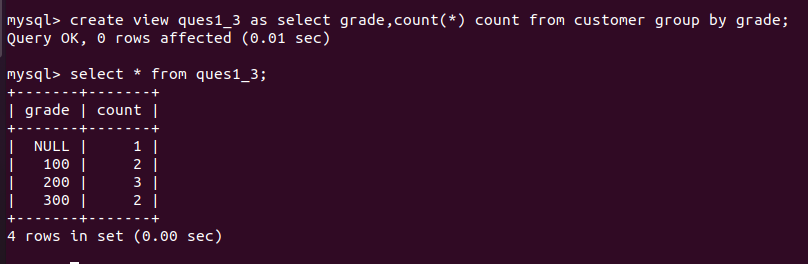 mysql> create view ques1_3 as select grade,count(*) count from customer group by grade;
Query OK, 0 rows affected (0.01 sec)
mysql> select * from ques1_3;
+-------+-------+
| grade | count |
+-------+-------+
|  NULL |     1 |
|   100 |     2 |
|   200 |     3 |
|   300 |     2 |
+-------+-------+
4 rows in set (0.00 sec)